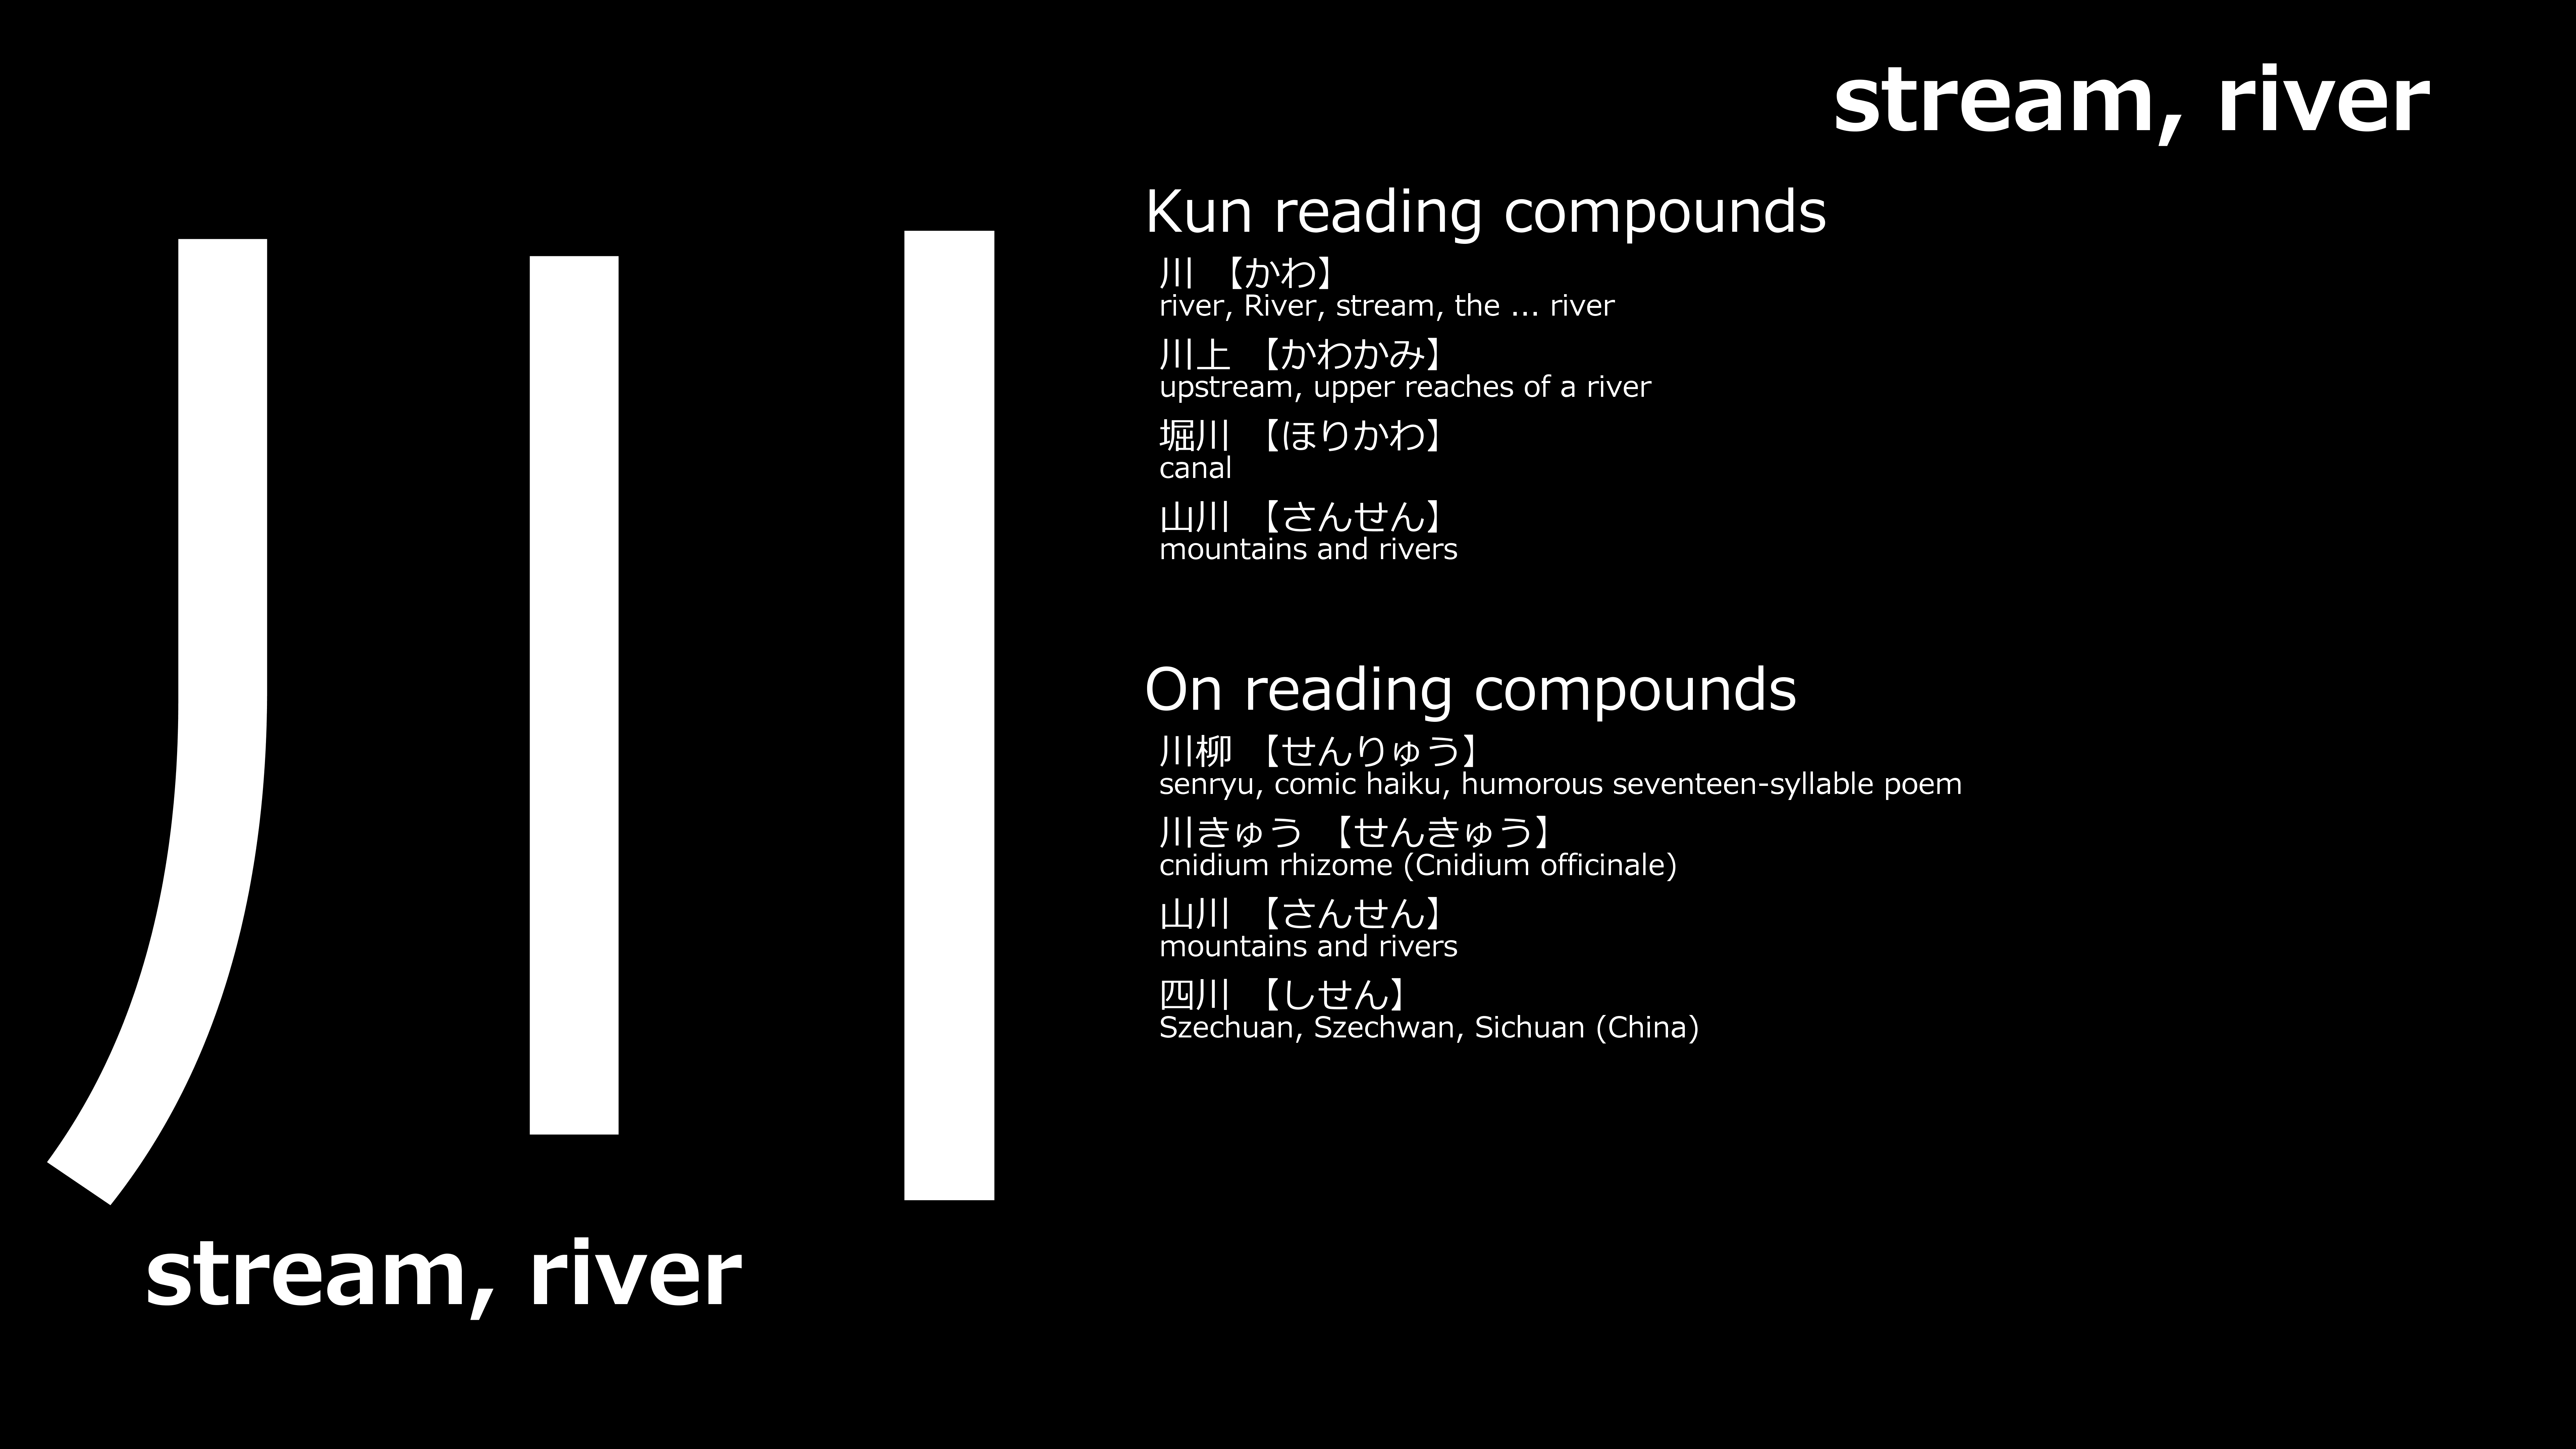 stream, river
川
stream, river
Kun reading compounds
川 【かわ】
river, River, stream, the ... river
川上 【かわかみ】
upstream, upper reaches of a river
堀川 【ほりかわ】
canal
山川 【さんせん】
mountains and rivers
On reading compounds
川柳 【せんりゅう】
senryu, comic haiku, humorous seventeen-syllable poem
川きゅう 【せんきゅう】
cnidium rhizome (Cnidium officinale)
山川 【さんせん】
mountains and rivers
四川 【しせん】
Szechuan, Szechwan, Sichuan (China)